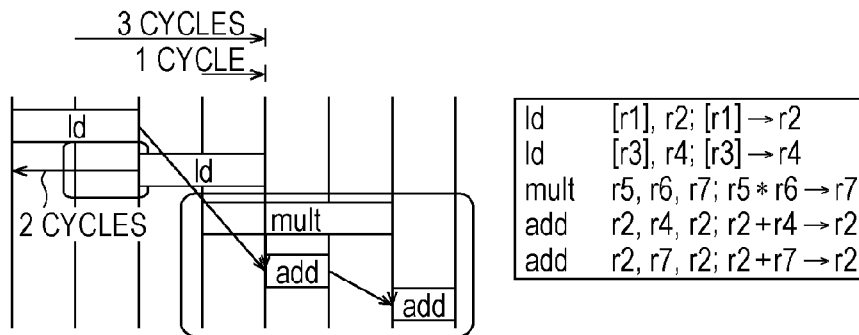 3 CYCLES
1 CYCLE
ld
ld
2 CYCLES
mult
add
add
ld [r1], r2; [r1]→r2
ld [r3], r4; [r3]→r4
mult r5, r6, r7; r5*r6→r7
add r2, r4, r2; r2+r4→r2
add r2, r7, r2; r2+r7→r2